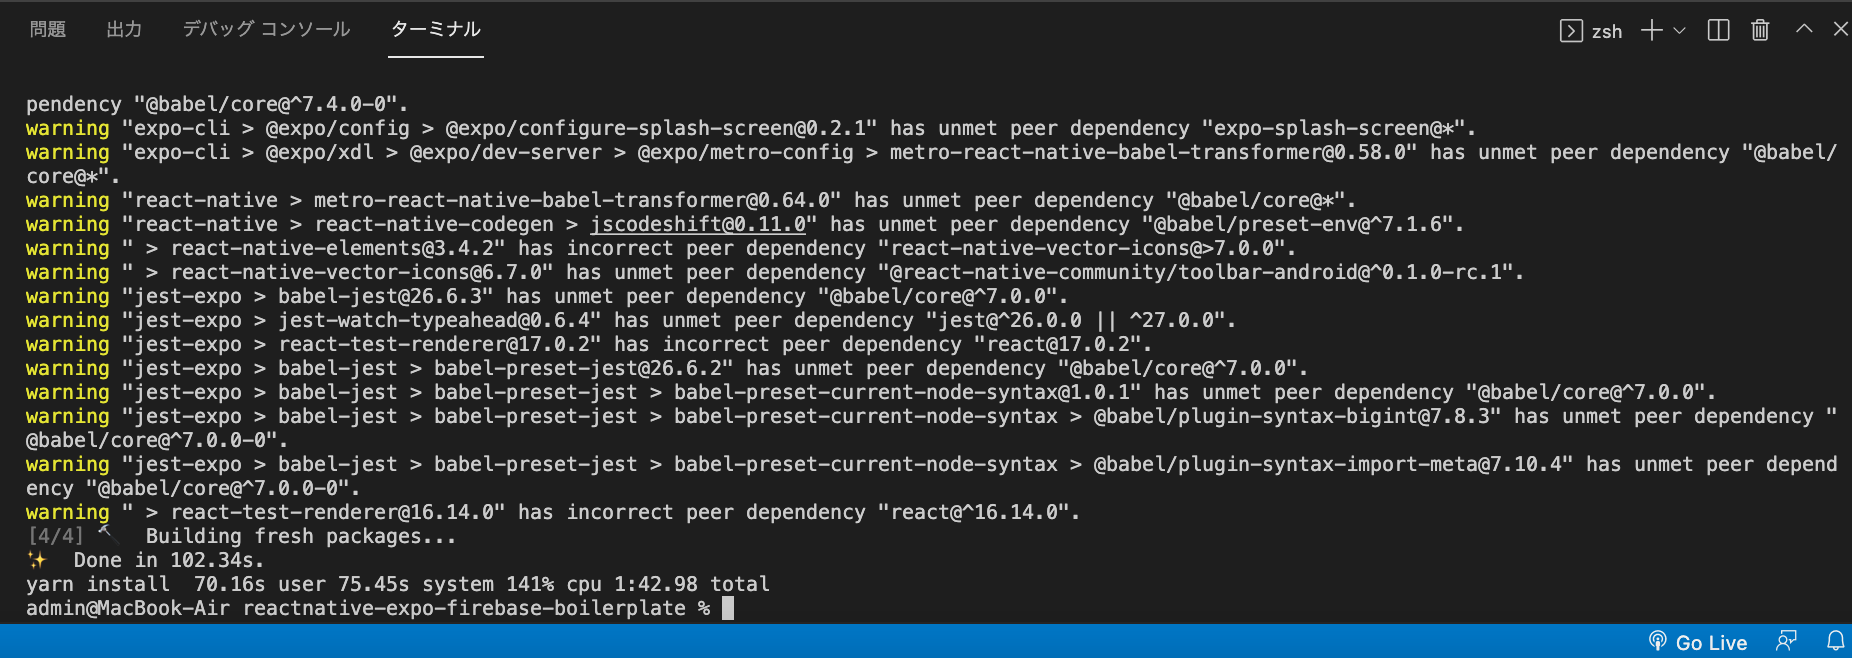 問題 出力 デバッグ コンソール ターミナル zsh
pendency "@babel/core@^7.4.0-0".
warning "expo-cli > @expo/config > @expo/configure-splash-screen@0.2.1" has unmet peer dependency "expo-splash-screen@*".
warning "expo-cli > @expo/xdl > @expo/dev-server > @expo/metro-config > metro-react-native-babel-transformer@0.58.0" has unmet peer dependency "@babel/
core@*".
warning "react-native > metro-react-native-babel-transformer@0.64.0" has unmet peer dependency "@babel/core@*".
warning "react-native > react-native-codegen > jscodeshift@0.11.0" has unmet peer dependency "@babel/preset-env@^7.1.6".
warning " > react-native-elements@3.4.2" has incorrect peer dependency "react-native-vector-icons@>7.0.0".
warning " > react-native-vector-icons@6.7.0" has unmet peer dependency "@react-native-community/toolbar-android@^0.1.0-rc.1".
warning "jest-expo > babel-jest@26.6.3" has unmet peer dependency "@babel/core@^7.0.0".
warning "jest-expo > jest-watch-typeahead@0.6.4" has unmet peer dependency "jest@^26.0.0 || ^27.0.0".
warning "jest-expo > react-test-renderer@17.0.2" has incorrect peer dependency "react@17.0.2".
warning "jest-expo > babel-jest > babel-preset-jest@26.6.2" has unmet peer dependency "@babel/core@^7.0.0".
warning "jest-expo > babel-jest > babel-preset-jest > babel-preset-current-node-syntax@1.0.1" has unmet peer dependency "@babel/core@^7.0.0".
warning "jest-expo > babel-jest > babel-preset-jest > babel-preset-current-node-syntax > @babel/plugin-syntax-bigint@7.8.3" has unmet peer dependency "
@babel/core@^7.0.0-0".
warning "jest-expo > babel-jest > babel-preset-jest > babel-preset-current-node-syntax > @babel/plugin-syntax-import-meta@7.10.4" has unmet peer depend
ency "@babel/core@^7.0.0-0".
warning " > react-test-renderer@16.14.0" has incorrect peer dependency "react@^16.14.0".
[4/4] 🔨 Building fresh packages...
✨ Done in 102.34s.
yarn install  70.16s user 75.45s system 141% cpu 1:42.98 total
admin@MacBook-Air reactnative-expo-firebase-boilerplate %
Go Live